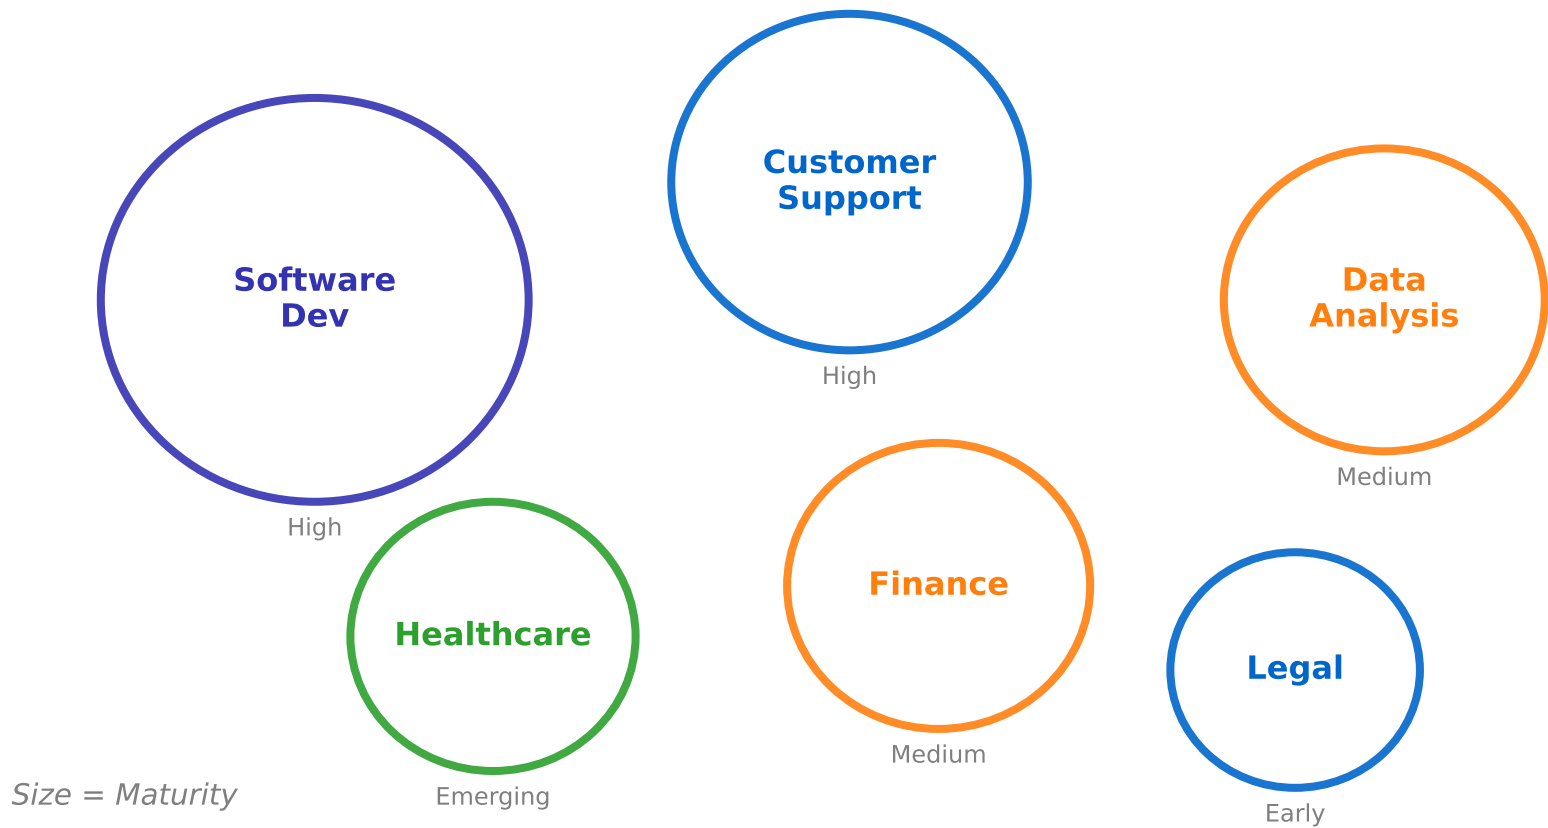 Software
Dev
High
Customer
Support
High
Data
Analysis
Medium
Healthcare
Emerging
Finance
Medium
Legal
Early
Size = Maturity